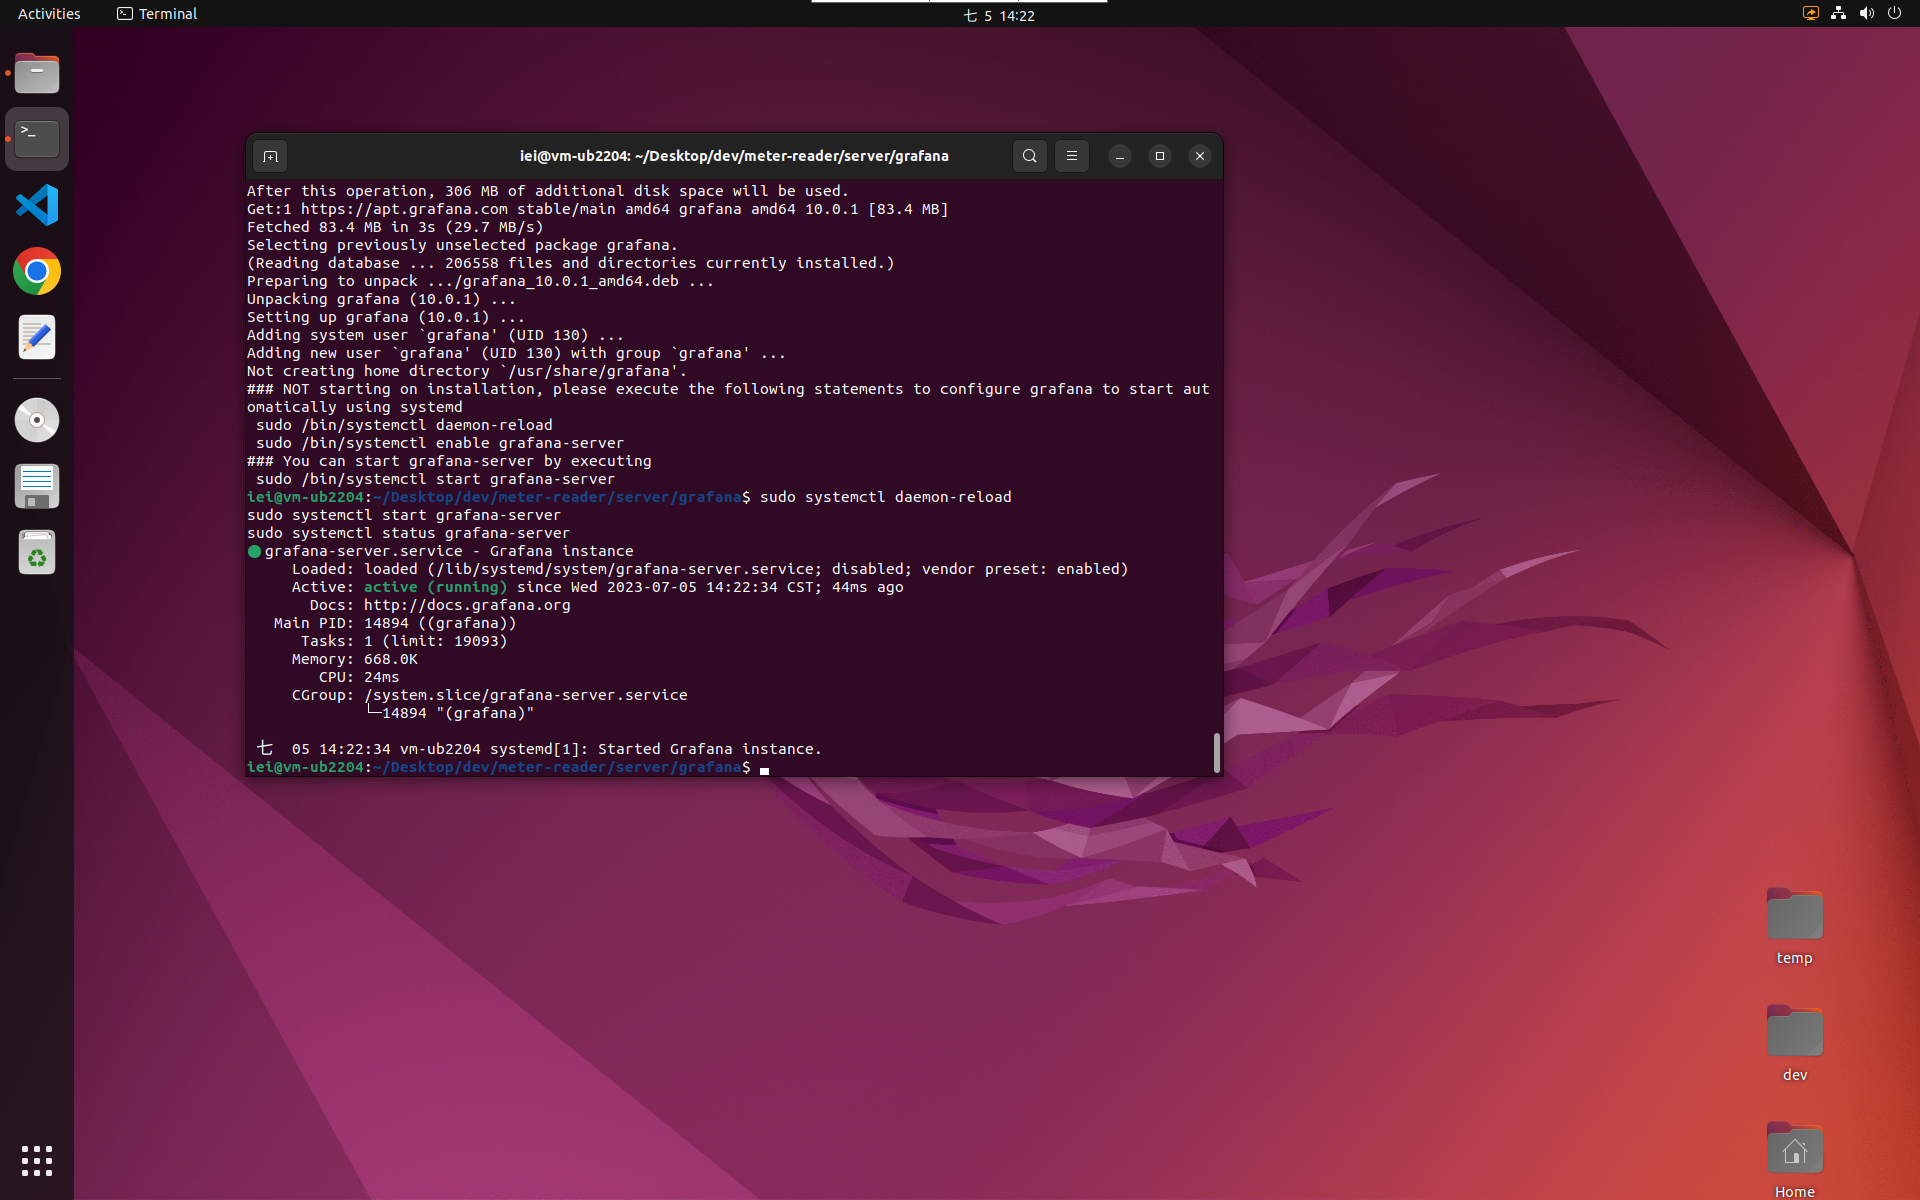 Activities
Terminal
七 5 14:22
iei@vm-ub2204: ~/Desktop/dev/meter-reader/server/grafana
After this operation, 306 MB of additional disk space will be used.
Get:1 https://apt.grafana.com stable/main amd64 grafana amd64 10.0.1 [83.4 MB]
Fetched 83.4 MB in 3s (29.7 MB/s)
Selecting previously unselected package grafana.
(Reading database ... 206558 files and directories currently installed.)
Preparing to unpack .../grafana_10.0.1_amd64.deb ...
Unpacking grafana (10.0.1) ...
Setting up grafana (10.0.1) ...
Adding system user `grafana' (UID 130) ...
Adding new user `grafana' (UID 130) with group `grafana' ...
Not creating home directory `/usr/share/grafana'.
### NOT starting on installation, please execute the following statements to configure grafana to start aut
omatically using systemd
 sudo /bin/systemctl daemon-reload
 sudo /bin/systemctl enable grafana-server
### You can start grafana-server by executing
 sudo /bin/systemctl start grafana-server
iei@vm-ub2204:~/Desktop/dev/meter-reader/server/grafana$ sudo systemctl daemon-reload
sudo systemctl start grafana-server
sudo systemctl status grafana-server
● grafana-server.service - Grafana instance
     Loaded: loaded (/lib/systemd/system/grafana-server.service; disabled; vendor preset: enabled)
     Active: active (running) since Wed 2023-07-05 14:22:34 CST; 44ms ago
       Docs: http://docs.grafana.org
   Main PID: 14894 ((grafana))
      Tasks: 1 (limit: 19093)
     Memory: 668.0K
        CPU: 24ms
     CGroup: /system.slice/grafana-server.service
             └─14894 "(grafana)"
 七  05 14:22:34 vm-ub2204 systemd[1]: Started Grafana instance.
iei@vm-ub2204:~/Desktop/dev/meter-reader/server/grafana$
temp
dev
Home